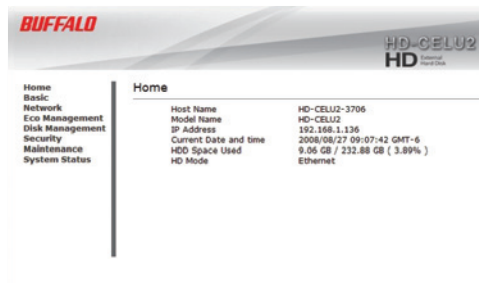 BUFFALO
HD-CELU2
HD External Hard Disk
Home
Basic
Network
Eco Management
Disk Management
Security
Maintenance
System Status
Home
Host Name HD-CELU2-3706
Model Name HD-CELU2
IP Address 192.168.1.136
Current Date and time 2008/08/27 09:07:42 GMT-6
HDD Space Used 9.06 GB / 232.88 GB ( 3.89% )
HD Mode Ethernet